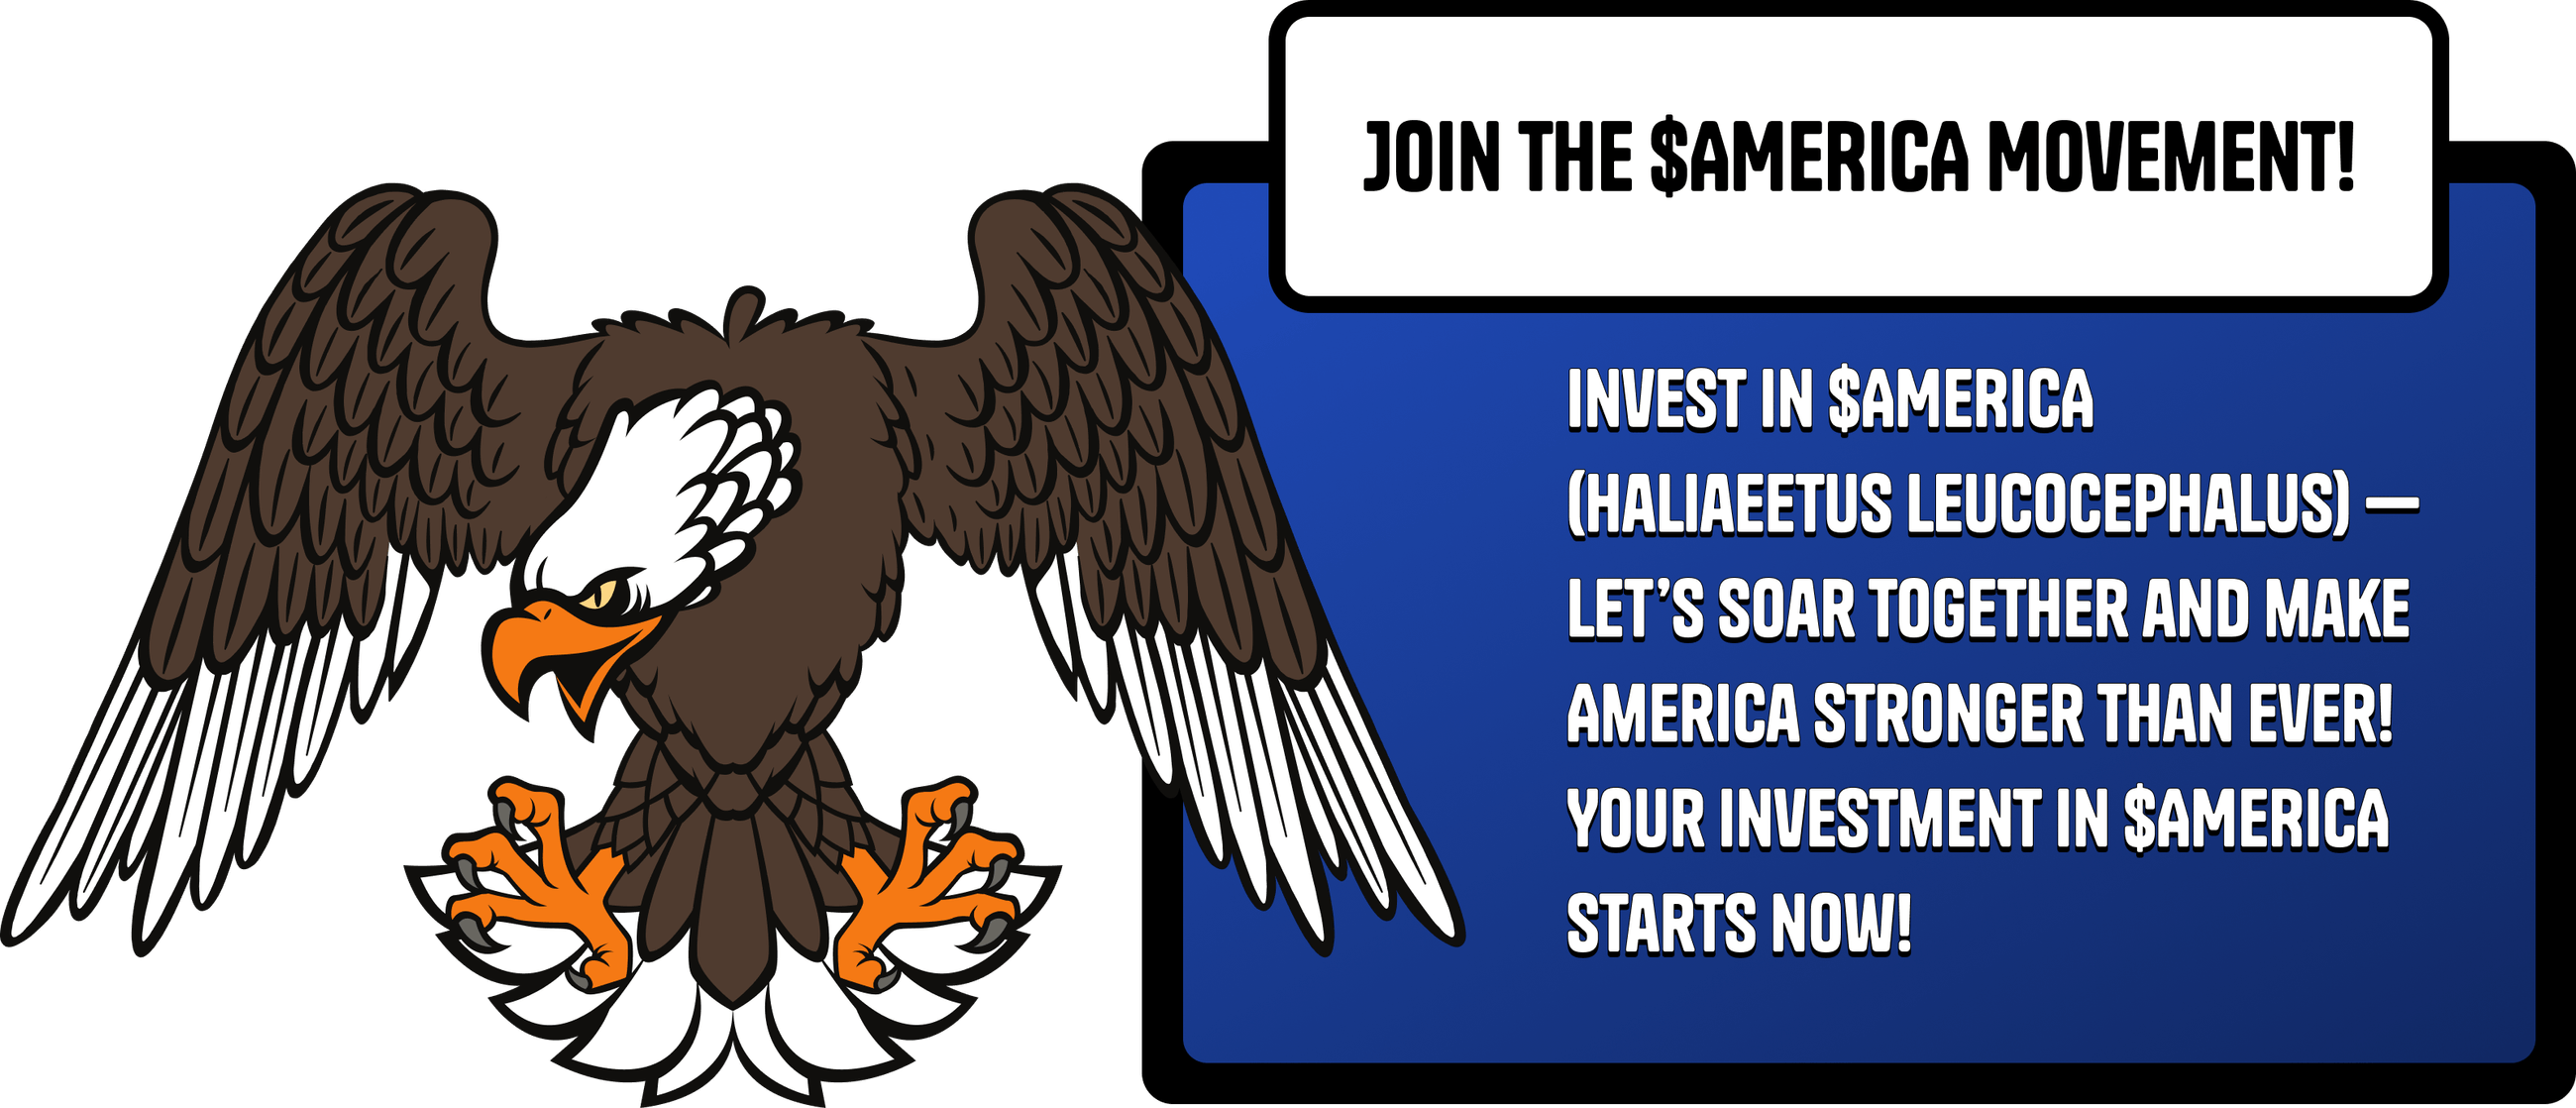 JOIN THE $AMERICA MOVEMENT!
INVEST IN $AMERICA
(HALIAEETUS LEUCOCEPHALUS) —
LET’S SOAR TOGETHER AND MAKE
AMERICA STRONGER THAN EVER!
YOUR INVESTMENT IN $AMERICA
STARTS NOW!